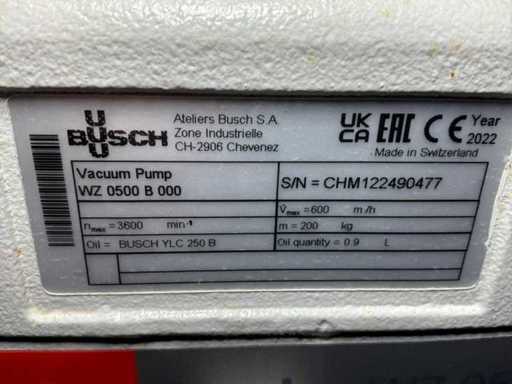 BUSCH
Ateliers Busch S.A.
Zone Industrielle
CH-2906 Chevenez
UK CA EAC CE Year 2022
Made in Switzerland
Vacuum Pump
WZ 0500 B 000
S/N = CHM122490477
nmax = 3600 min-1
V̇max = 600 m/h
m = 200 kg
Oil = BUSCH YLC 250 B
Oil quantity = 0.9 L